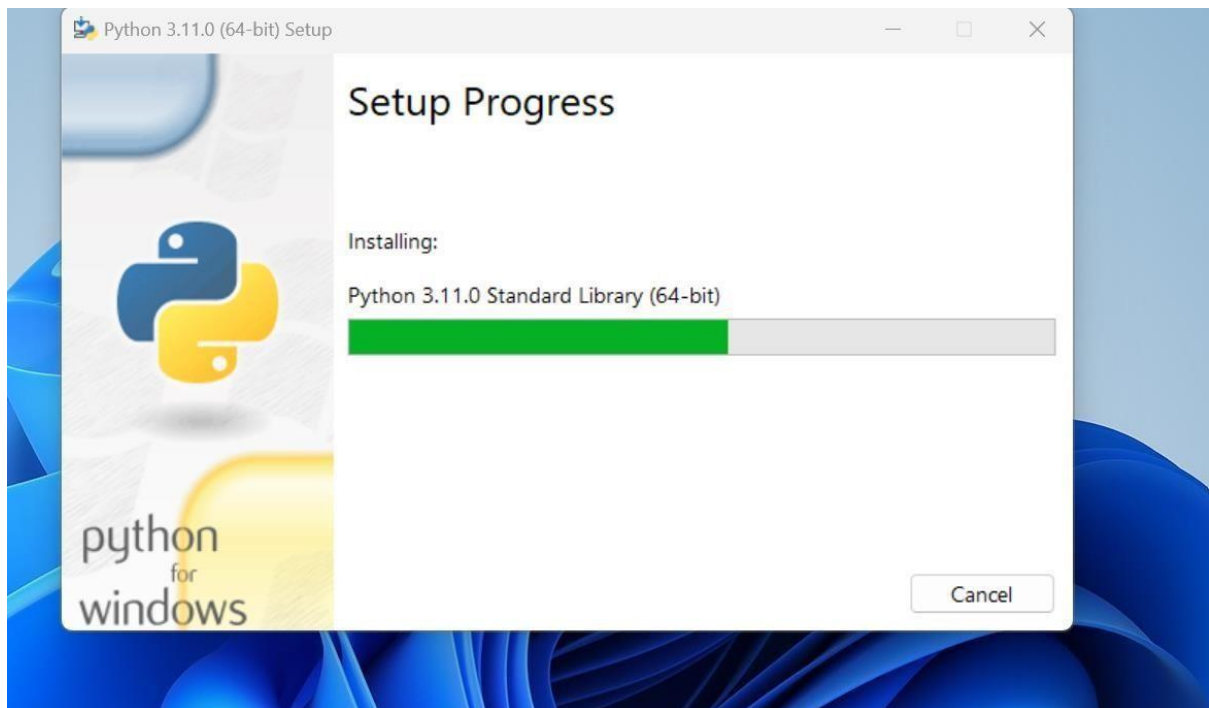 Python 3.11.0 (64-bit) Setup
Setup Progress
Installing:
Python 3.11.0 Standard Library (64-bit)
python
for
windows
Cancel